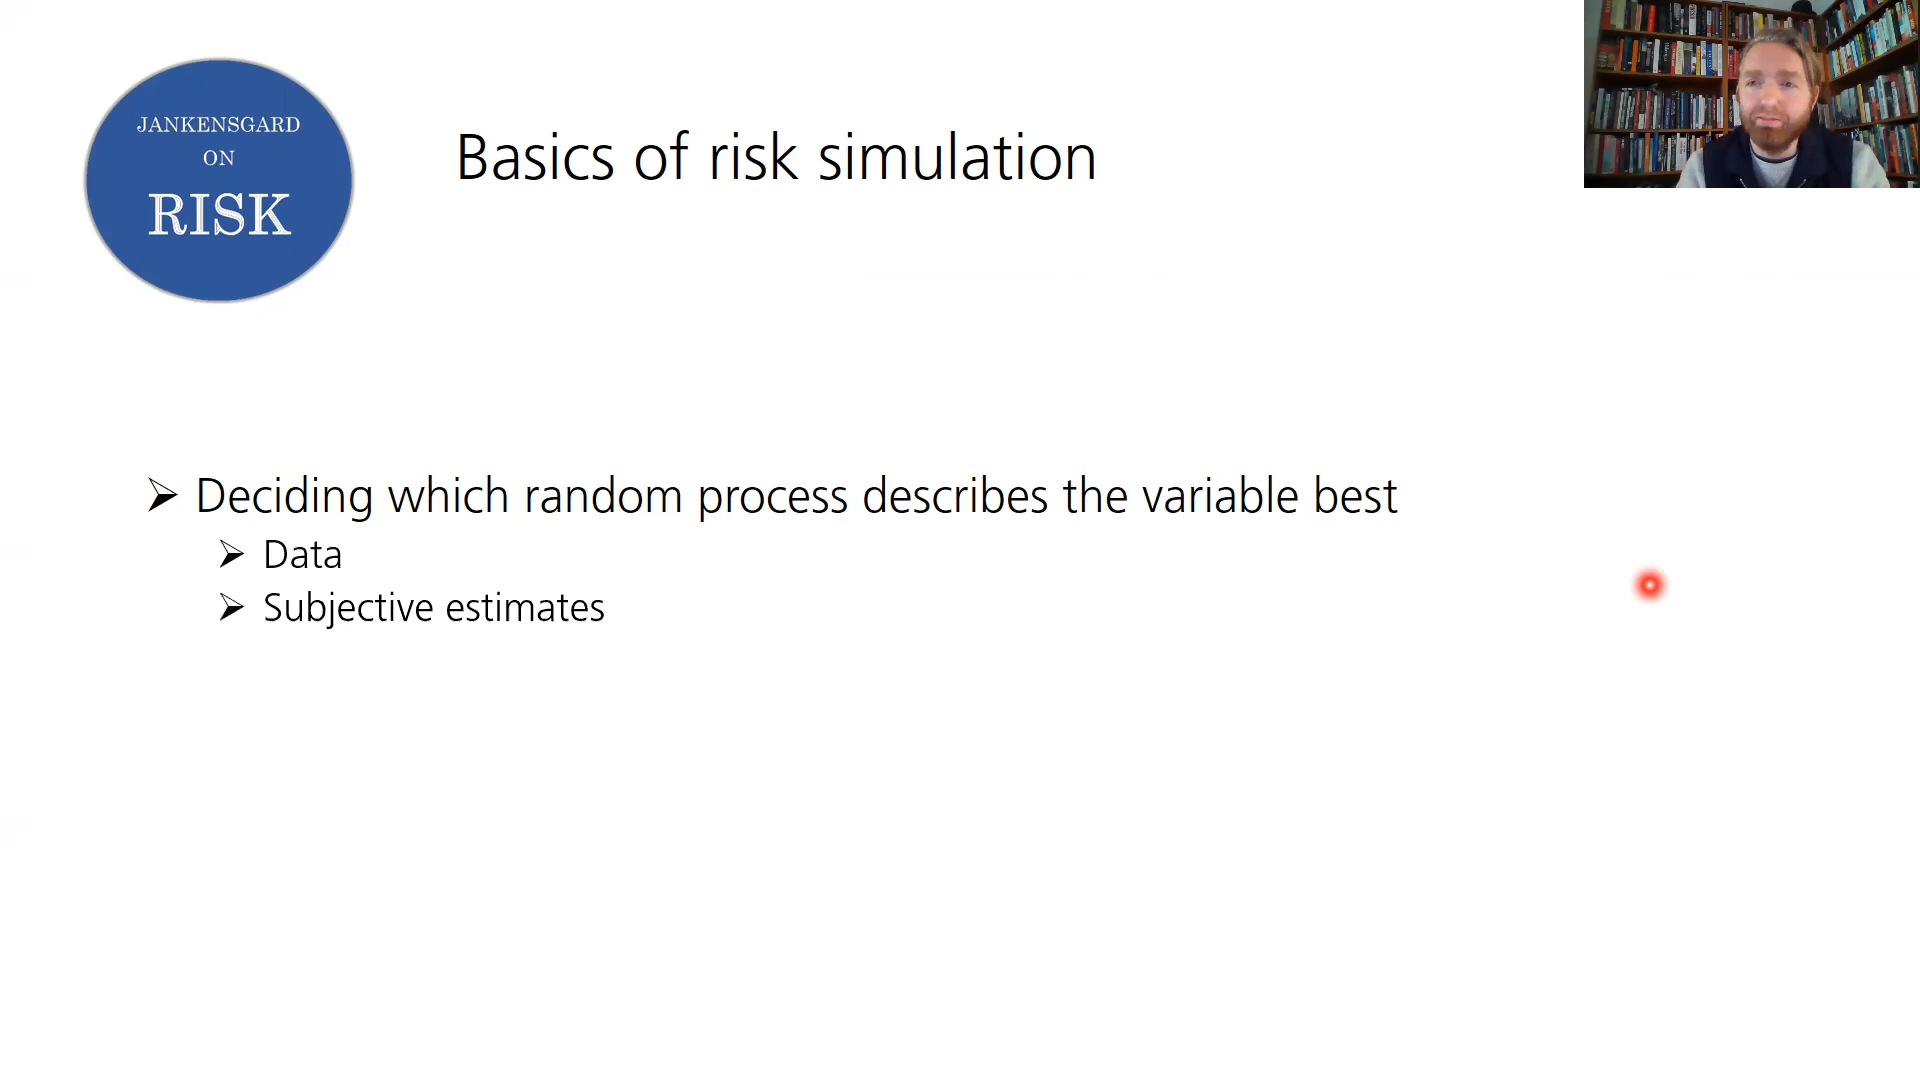 JANKENSGARD
ON
RISK
Basics of risk simulation
Deciding which random process describes the variable best
Data
Subjective estimates